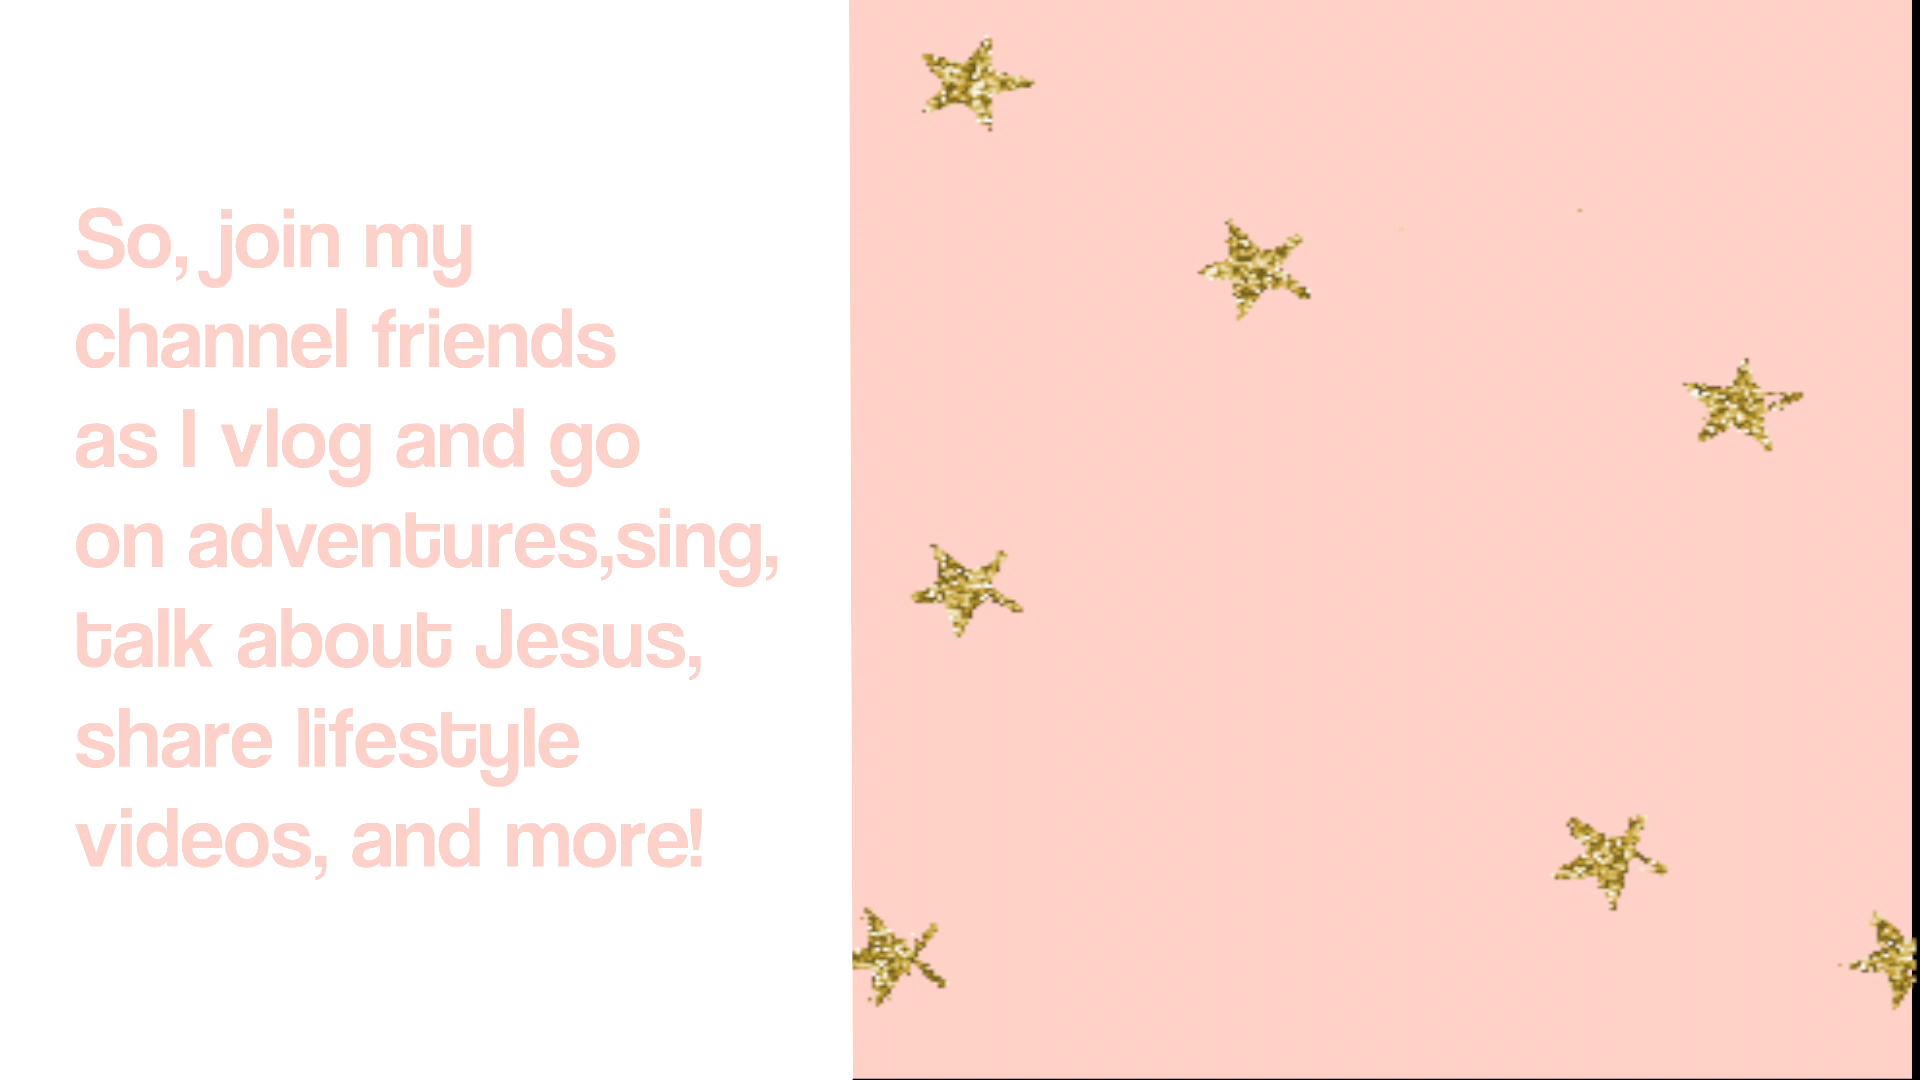 So, join my
channel friends
as I vlog and go
on adventures,sing,
talk about Jesus,
share lifestyle
videos, and more!